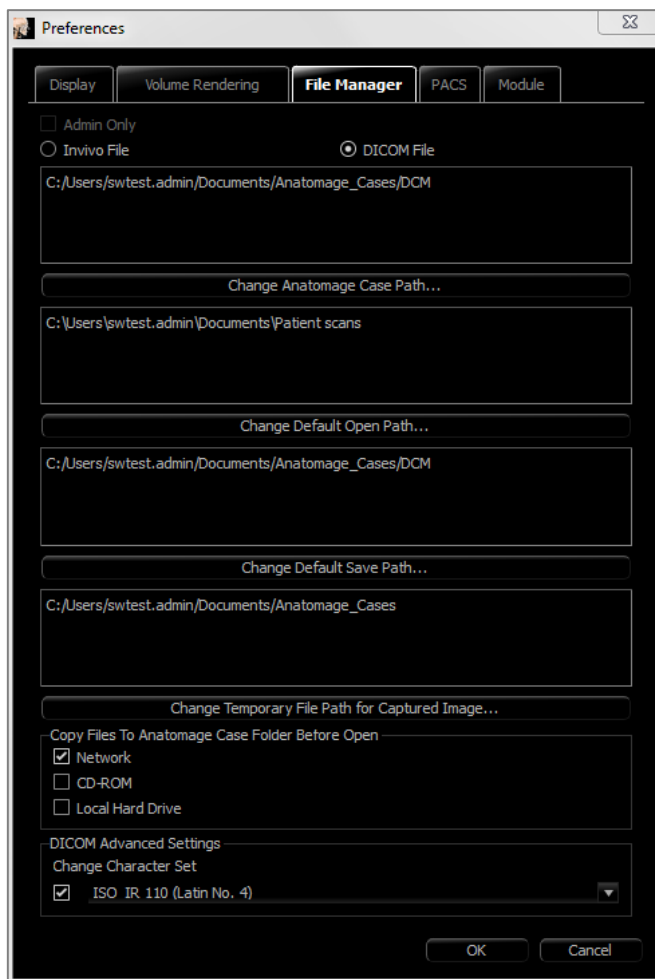 Preferences
Display
Volume Rendering
File Manager
PACS
Module
Admin Only
Invivo File
DICOM File
C:/Users/swtest.admin/Documents/Anatomage_Cases/DCM
Change Anatomage Case Path...
C:\Users\swtest.admin\Documents\Patient scans
Change Default Open Path...
C:/Users/swtest.admin/Documents/Anatomage_Cases/DCM
Change Default Save Path...
C:/Users/swtest.admin/Documents/Anatomage_Cases
Change Temporary File Path for Captured Image...
Copy Files To Anatomage Case Folder Before Open
Network
CD-ROM
Local Hard Drive
DICOM Advanced Settings
Change Character Set
ISO_IR 110 (Latin No. 4)
OK
Cancel